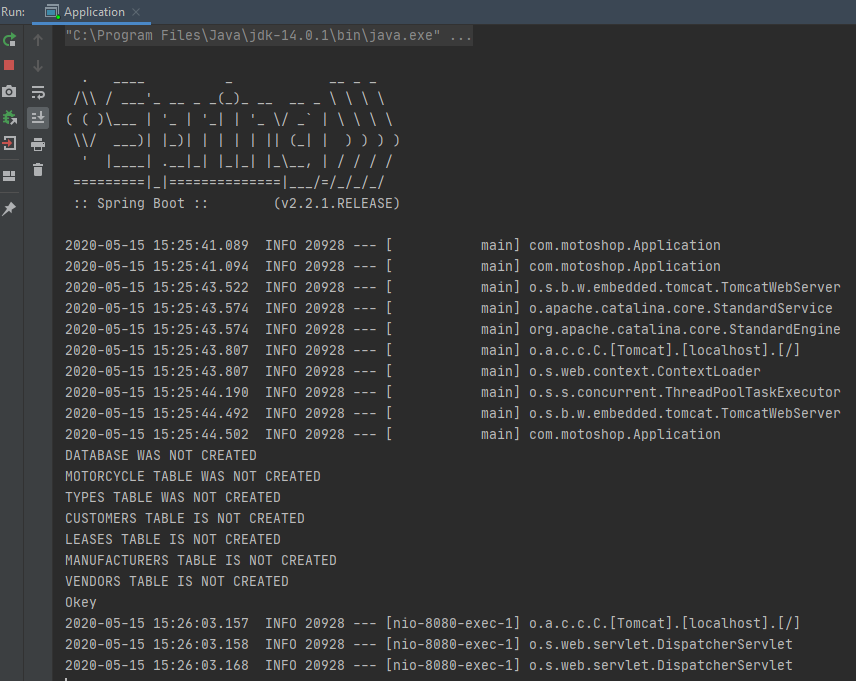 Run: Application ×
"C:\Program Files\Java\jdk-14.0.1\bin\java.exe" ...
  .   ____          _            __ _ _
 /\\ / ___'_ __ _ _(_)_ __  __ _ \ \ \ \
( ( )\___ | '_ | '_| | '_ \/ _` | \ \ \ \
 \\/  ___)| |_)| | | | | || (_| |  ) ) ) )
  '  |____| .__|_| |_|_| |_\__, | / / / /
 =========|_|==============|___/=/_/_/_/
 :: Spring Boot ::        (v2.2.1.RELEASE)
2020-05-15 15:25:41.089  INFO 20928 --- [           main] com.motoshop.Application
2020-05-15 15:25:41.094  INFO 20928 --- [           main] com.motoshop.Application
2020-05-15 15:25:43.522  INFO 20928 --- [           main] o.s.b.w.embedded.tomcat.TomcatWebServer
2020-05-15 15:25:43.574  INFO 20928 --- [           main] o.apache.catalina.core.StandardService
2020-05-15 15:25:43.574  INFO 20928 --- [           main] org.apache.catalina.core.StandardEngine
2020-05-15 15:25:43.807  INFO 20928 --- [           main] o.a.c.c.C.[Tomcat].[localhost].[/]
2020-05-15 15:25:43.807  INFO 20928 --- [           main] o.s.web.context.ContextLoader
2020-05-15 15:25:44.190  INFO 20928 --- [           main] o.s.s.concurrent.ThreadPoolTaskExecutor
2020-05-15 15:25:44.492  INFO 20928 --- [           main] o.s.b.w.embedded.tomcat.TomcatWebServer
2020-05-15 15:25:44.502  INFO 20928 --- [           main] com.motoshop.Application
DATABASE WAS NOT CREATED
MOTORCYCLE TABLE WAS NOT CREATED
TYPES TABLE WAS NOT CREATED
CUSTOMERS TABLE IS NOT CREATED
LEASES TABLE IS NOT CREATED
MANUFACTURERS TABLE IS NOT CREATED
VENDORS TABLE IS NOT CREATED
Okey
2020-05-15 15:26:03.157  INFO 20928 --- [nio-8080-exec-1] o.a.c.c.C.[Tomcat].[localhost].[/]
2020-05-15 15:26:03.158  INFO 20928 --- [nio-8080-exec-1] o.s.web.servlet.DispatcherServlet
2020-05-15 15:26:03.168  INFO 20928 --- [nio-8080-exec-1] o.s.web.servlet.DispatcherServlet